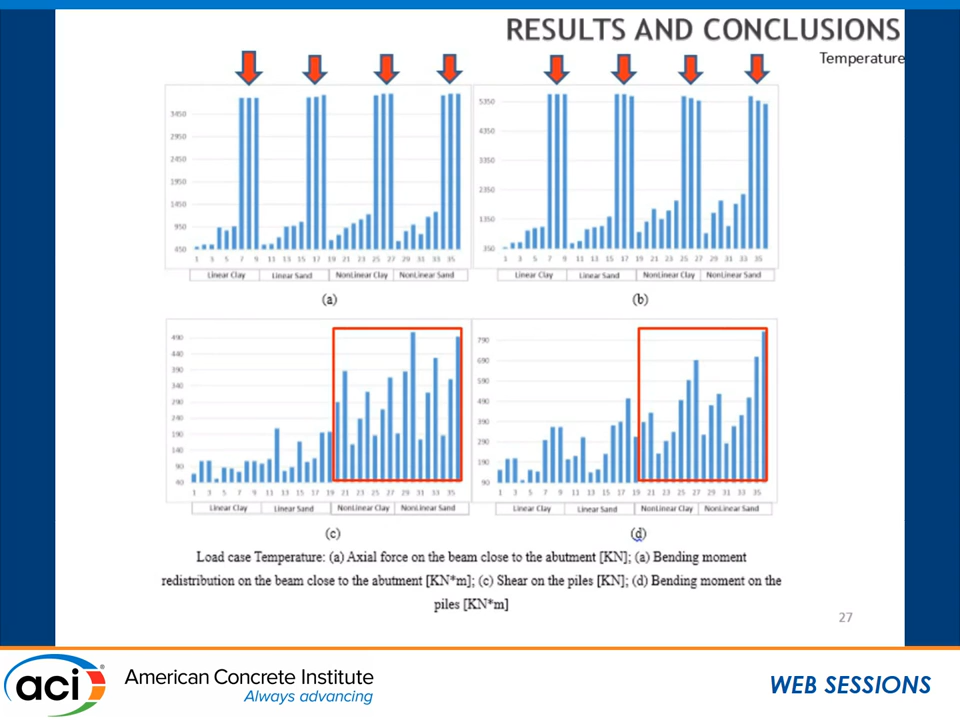 RESULTS AND CONCLUSIONS
Temperature
3450
2950
2450
1950
1450
950
450
1 3 5 7 9 11 13 15 17 19 21 23 25 27 29 31 33 35
Linear Clay Linear Sand NonLinear Clay NonLinear Sand
(a)
5350
4350
3350
2350
1350
350
1 3 5 7 9 11 13 15 17 19 21 23 25 27 29 31 33 35
Linear Clay Linear Sand NonLinear Clay NonLinear Sand
(b)
490
440
390
340
290
240
190
140
90
40
1 3 5 7 9 11 13 15 17 19 21 23 25 27 29 31 33 35
Linear Clay Linear Sand NonLinear Clay NonLinear Sand
(c)
790
690
590
490
390
290
190
90
1 3 5 7 9 11 13 15 17 19 21 23 25 27 29 31 33 35
Linear Clay Linear Sand NonLinear Clay NonLinear Sand
(d)
Load case Temperature: (a) Axial force on the beam close to the abutment [KN]; (a) Bending moment
redistribution on the beam close to the abutment [KN*m]; (c) Shear on the piles [KN]; (d) Bending moment on the
piles [KN*m]
27
aci
American Concrete Institute
Always advancing
WEB SESSIONS